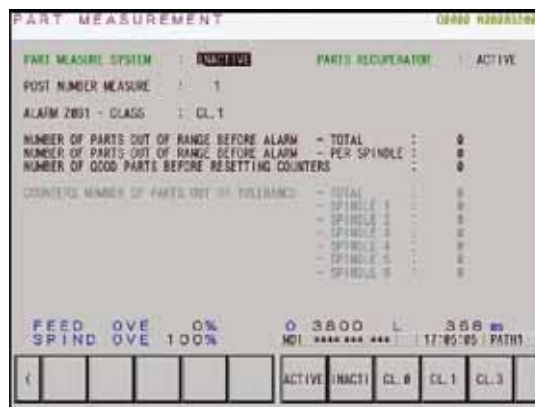 PART MEASUREMENT
PART MEASURE SYSTEM : INACTIVE PARTS RECUPERATOR : ACTIVE
POST NUMBER MEASURE : 1
ALARM 2091 - CLASS : CL.1
NUMBER OF PARTS OUT OF RANGE BEFORE ALARM - TOTAL : 0
NUMBER OF PARTS OUT OF RANGE BEFORE ALARM - PER SPINDLE : 0
NUMBER OF GOOD PARTS BEFORE RESETTING COUNTERS : 0
COUNTERS NUMBER OF PARTS OUT OF TOLERANCE - TOTAL : 0
- SPINDLE 1 : 0
- SPINDLE 2 : 0
- SPINDLE 3 : 0
- SPINDLE 4 : 0
- SPINDLE 5 : 0
- SPINDLE 6 : 0
FEED OVE 0% O 3800 L 368 ms
SPIND OVE 100% MDI **** *** *** 17:05:05 PATH1
( ACTIVE INACTI CL.0 CL.1 CL.3